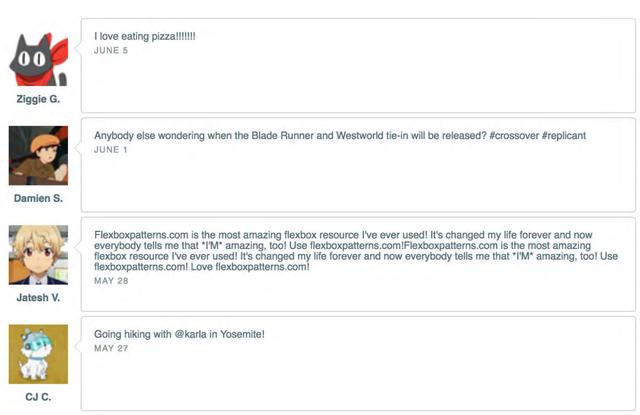 I love eating pizza!!!!!!!
JUNE 5
Ziggie G.
Anybody else wondering when the Blade Runner and Westworld tie-in will be released? #crossover #replicant
JUNE 1
Damien S.
Flexboxpatterns.com is the most amazing flexbox resource I've ever used! It's changed my life forever and now
everybody tells me that *I'M* amazing, too! Use flexboxpatterns.com!Flexboxpatterns.com is the most amazing
flexbox resource I've ever used! It's changed my life forever and now everybody tells me that *I'M* amazing, too! Use
flexboxpatterns.com! Love flexboxpatterns.com!
MAY 28
Jatesh V.
Going hiking with @karla in Yosemite!
MAY 27
CJ C.